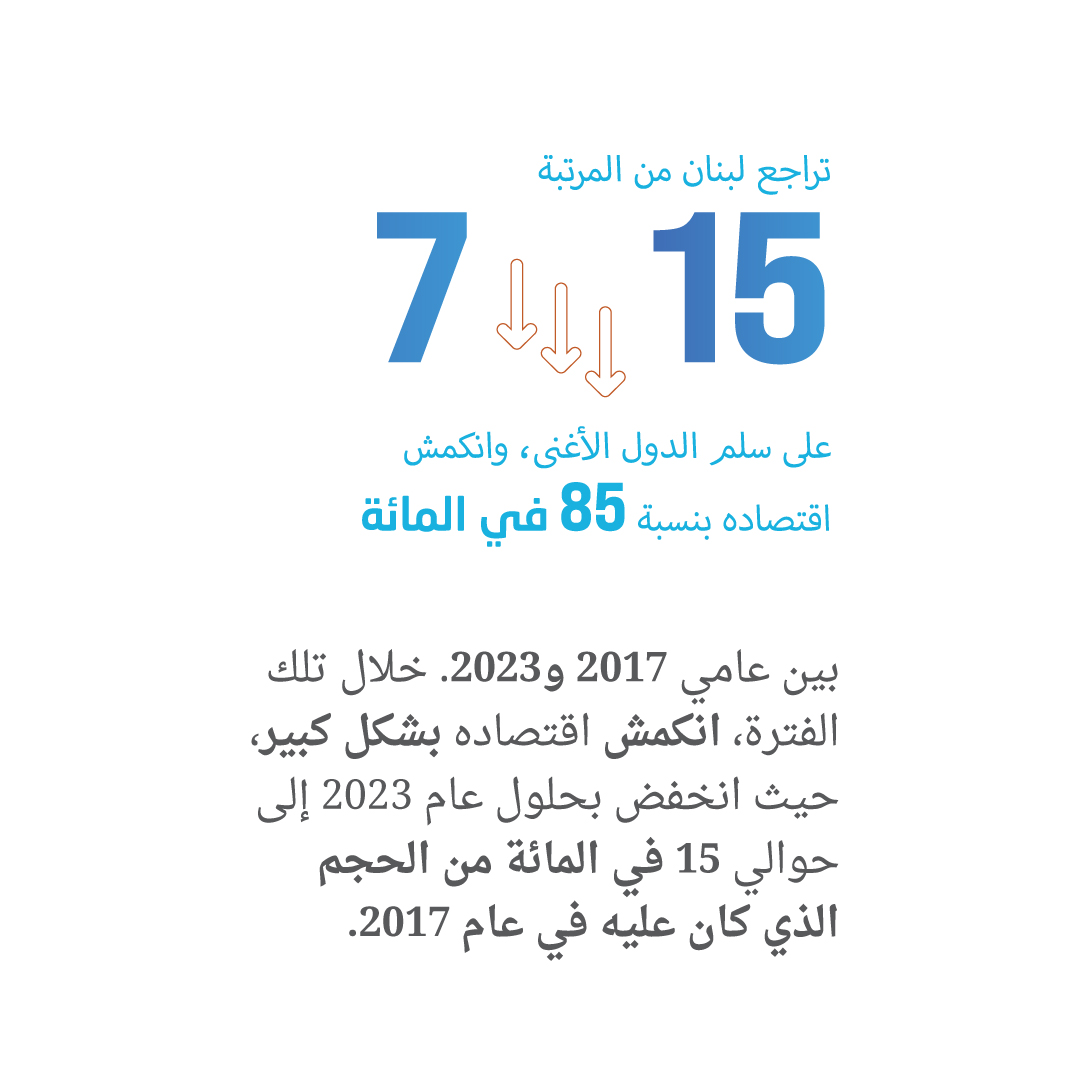 تراجع لبنان من المرتبة
15 7
على سلم الدول الأغنى، وانكمش
اقتصاده بنسبة 85 في المائة
بين عامي 2017 و2023. خلال تلك
الفترة، انكمش اقتصاده بشكل كبير،
حيث انخفض بحلول عام 2023 إلى
حوالي 15 في المائة من الحجم
الذي كان عليه في عام 2017.